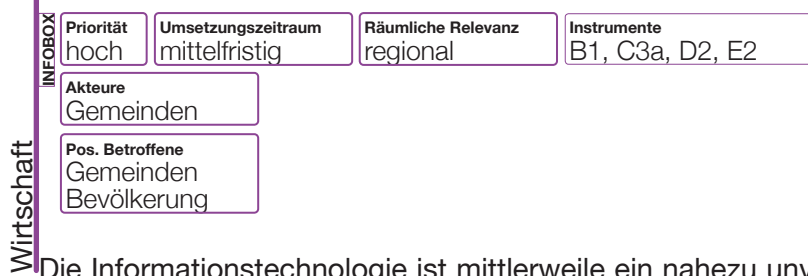 INFOBOX
Priorität
hoch
Umsetzungszeitraum
mittelfristig
Räumliche Relevanz
regional
Instrumente
B1, C3a, D2, E2
Akteure
Gemeinden
Pos. Betroffene
Gemeinden
Bevölkerung
Wirtschaft
Die Informationstechnologie ist mittlerweile ein nahezu